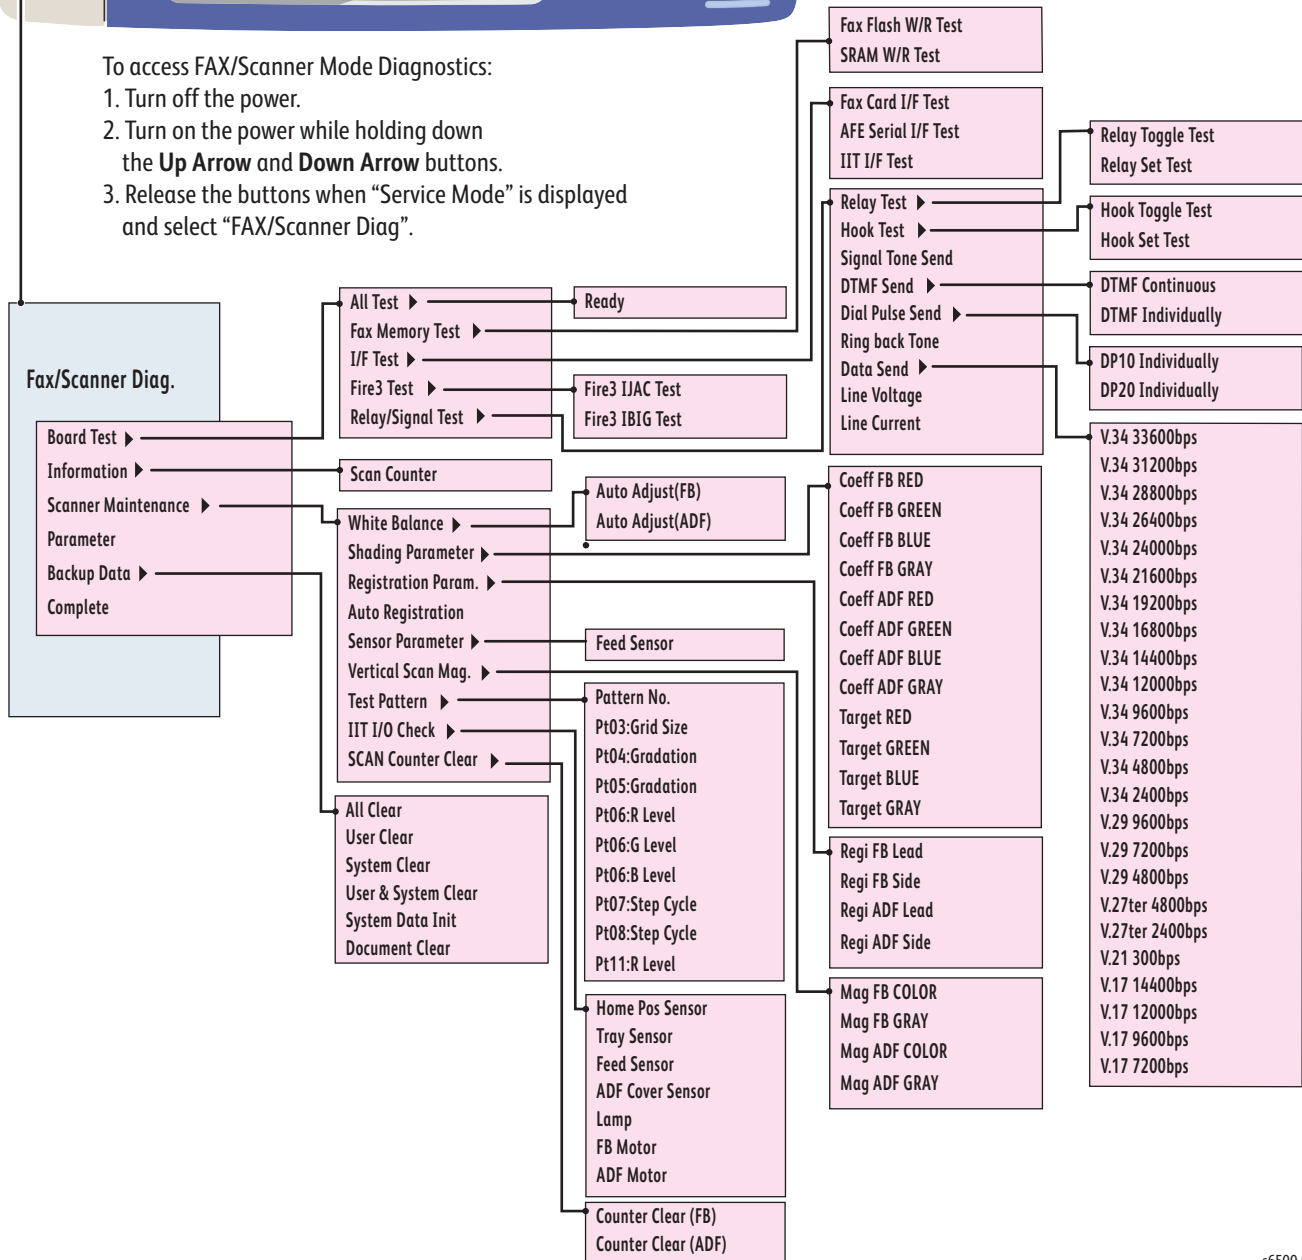 To access FAX/Scanner Mode Diagnostics:
1. Turn off the power.
2. Turn on the power while holding down
the Up Arrow and Down Arrow buttons.
3. Release the buttons when “Service Mode” is displayed
and select “FAX/Scanner Diag”.
Fax/Scanner Diag.
Board Test
Information
Scanner Maintenance
Parameter
Backup Data
Complete
All Test
Fax Memory Test
I/F Test
Fire3 Test
Relay/Signal Test
Scan Counter
White Balance
Shading Parameter
Registration Param.
Auto Registration
Sensor Parameter
Vertical Scan Mag.
Test Pattern
IIT I/O Check
SCAN Counter Clear
All Clear
User Clear
System Clear
User & System Clear
System Data Init
Document Clear
Ready
Fire3 IJAC Test
Fire3 IBIG Test
Auto Adjust(FB)
Auto Adjust(ADF)
Feed Sensor
Pattern No.
Pt03:Grid Size
Pt04:Gradation
Pt05:Gradation
Pt06:R Level
Pt06:G Level
Pt06:B Level
Pt07:Step Cycle
Pt08:Step Cycle
Pt11:R Level
Home Pos Sensor
Tray Sensor
Feed Sensor
ADF Cover Sensor
Lamp
FB Motor
ADF Motor
Counter Clear (FB)
Counter Clear (ADF)
Fax Flash W/R Test
SRAM W/R Test
Fax Card I/F Test
AFE Serial I/F Test
IIT I/F Test
Relay Test
Hook Test
Signal Tone Send
DTMF Send
Dial Pulse Send
Ring back Tone
Data Send
Line Voltage
Line Current
Coeff FB RED
Coeff FB GREEN
Coeff FB BLUE
Coeff FB GRAY
Coeff ADF RED
Coeff ADF GREEN
Coeff ADF BLUE
Coeff ADF GRAY
Target RED
Target GREEN
Target BLUE
Target GRAY
Regi FB Lead
Regi FB Side
Regi ADF Lead
Regi ADF Side
Mag FB COLOR
Mag FB GRAY
Mag ADF COLOR
Mag ADF GRAY
Relay Toggle Test
Relay Set Test
Hook Toggle Test
Hook Set Test
DTMF Continuous
DTMF Individually
DP10 Individually
DP20 Individually
V.34 33600bps
V.34 31200bps
V.34 28800bps
V.34 26400bps
V.34 24000bps
V.34 21600bps
V.34 19200bps
V.34 16800bps
V.34 14400bps
V.34 12000bps
V.34 9600bps
V.34 7200bps
V.34 4800bps
V.34 2400bps
V.29 9600bps
V.29 7200bps
V.29 4800bps
V.27ter 4800bps
V.27ter 2400bps
V.21 300bps
V.17 14400bps
V.17 12000bps
V.17 9600bps
V.17 7200bps